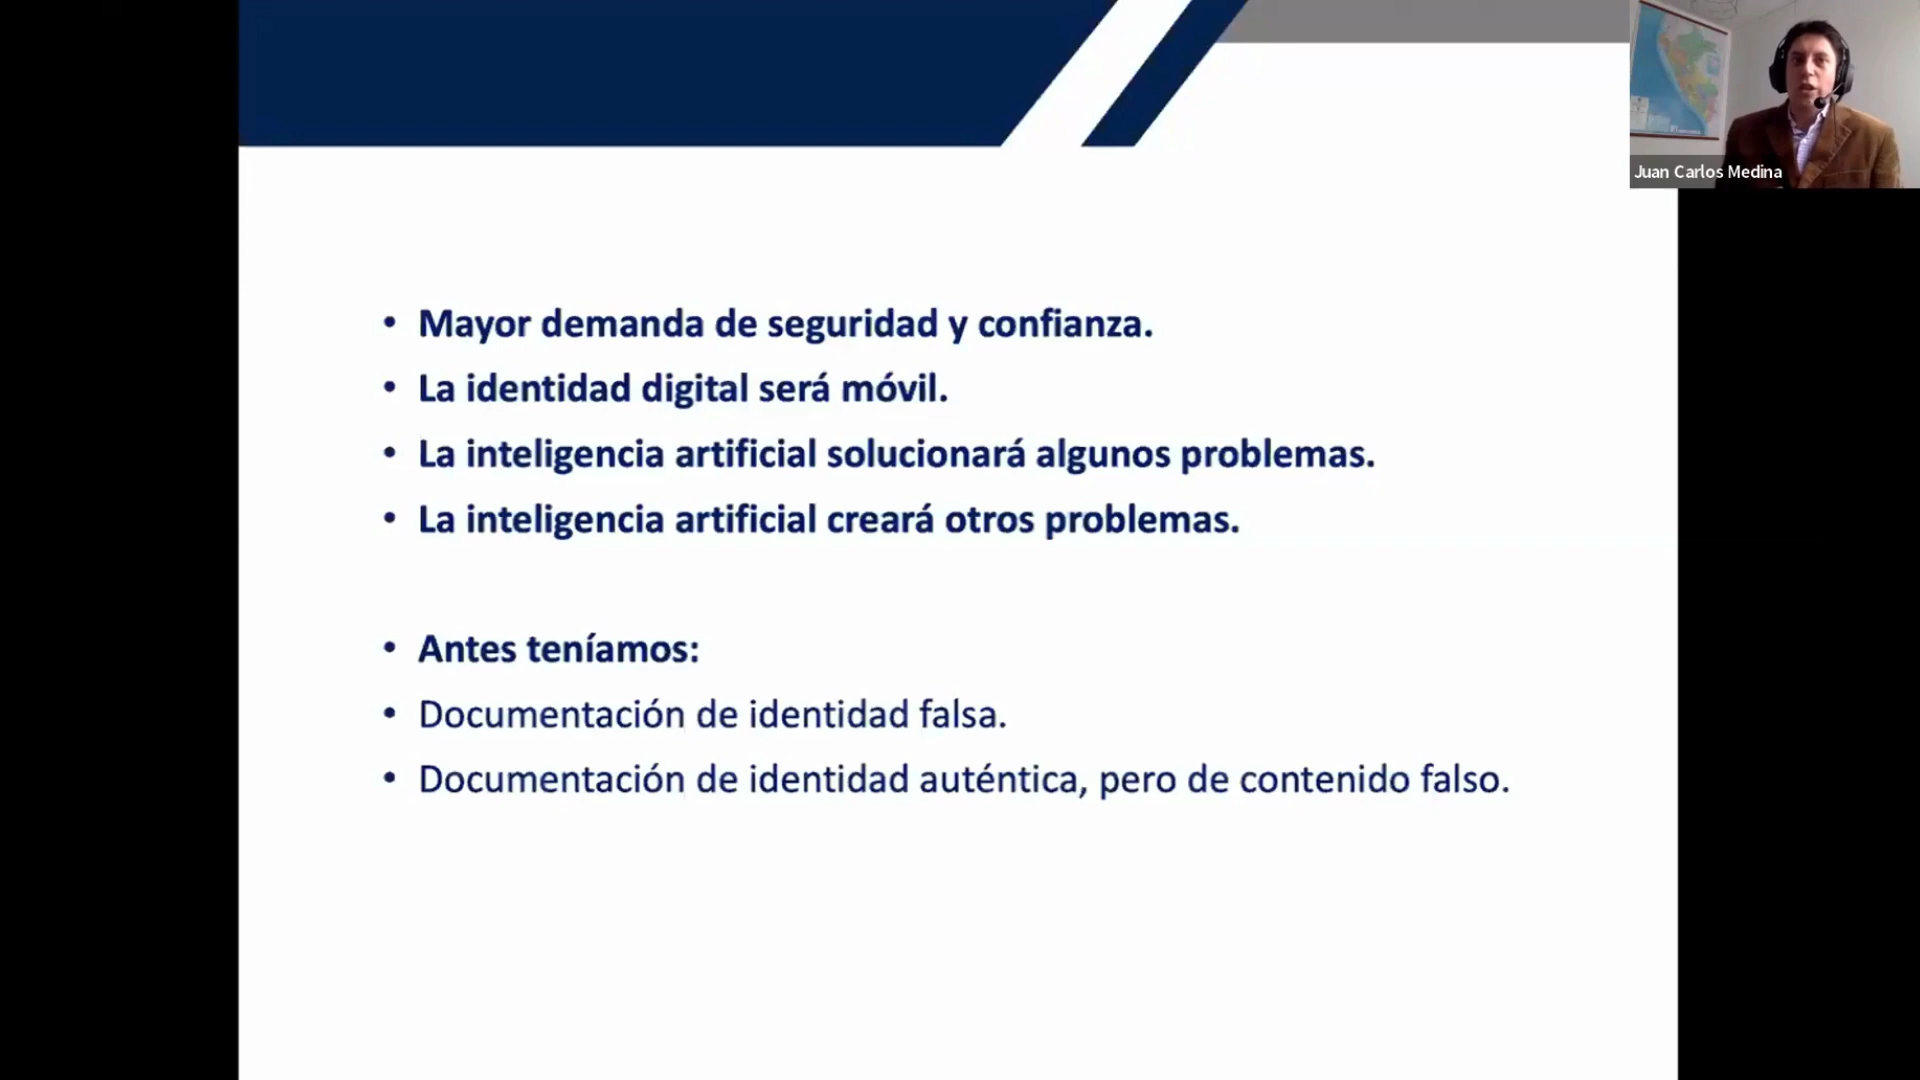 Juan Carlos Medina
• Mayor demanda de seguridad y confianza.
• La identidad digital será móvil.
• La inteligencia artificial solucionará algunos problemas.
• La inteligencia artificial creará otros problemas.
• Antes teníamos:
• Documentación de identidad falsa.
• Documentación de identidad auténtica, pero de contenido falso.